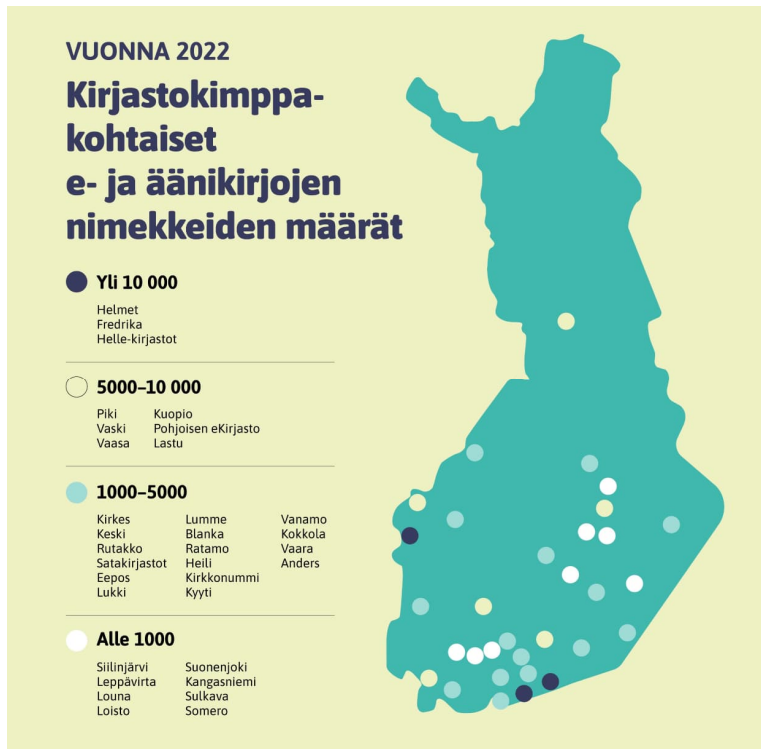 VUONNA 2022
Kirjastokimppa-
kohtaiset
e- ja äänikirjojen
nimekkeiden määrät
Yli 10 000
Helmet
Fredrika
Helle-kirjastot
5000–10 000
Piki
Vaski
Vaasa
Kuopio
Pohjoisen eKirjasto
Lastu
1000–5000
Kirkes
Keski
Rutakko
Satakirjastot
Eepos
Lukki
Lumme
Blanka
Ratamo
Heili
Kirkkonummi
Kyyti
Vanamo
Kokkola
Vaara
Anders
Alle 1000
Siilinjärvi
Leppävirta
Louna
Loisto
Suonenjoki
Kangasniemi
Sulkava
Somero